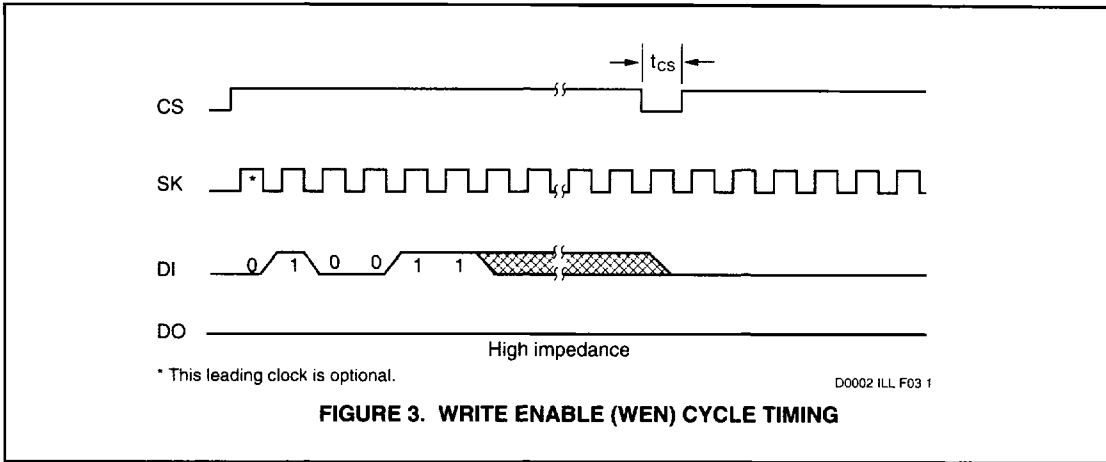 tCS
CS
SK *
DI 0 1 0 0 1 1
DO
High impedance
* This leading clock is optional.
D0002 ILL F03 1
FIGURE 3. WRITE ENABLE (WEN) CYCLE TIMING